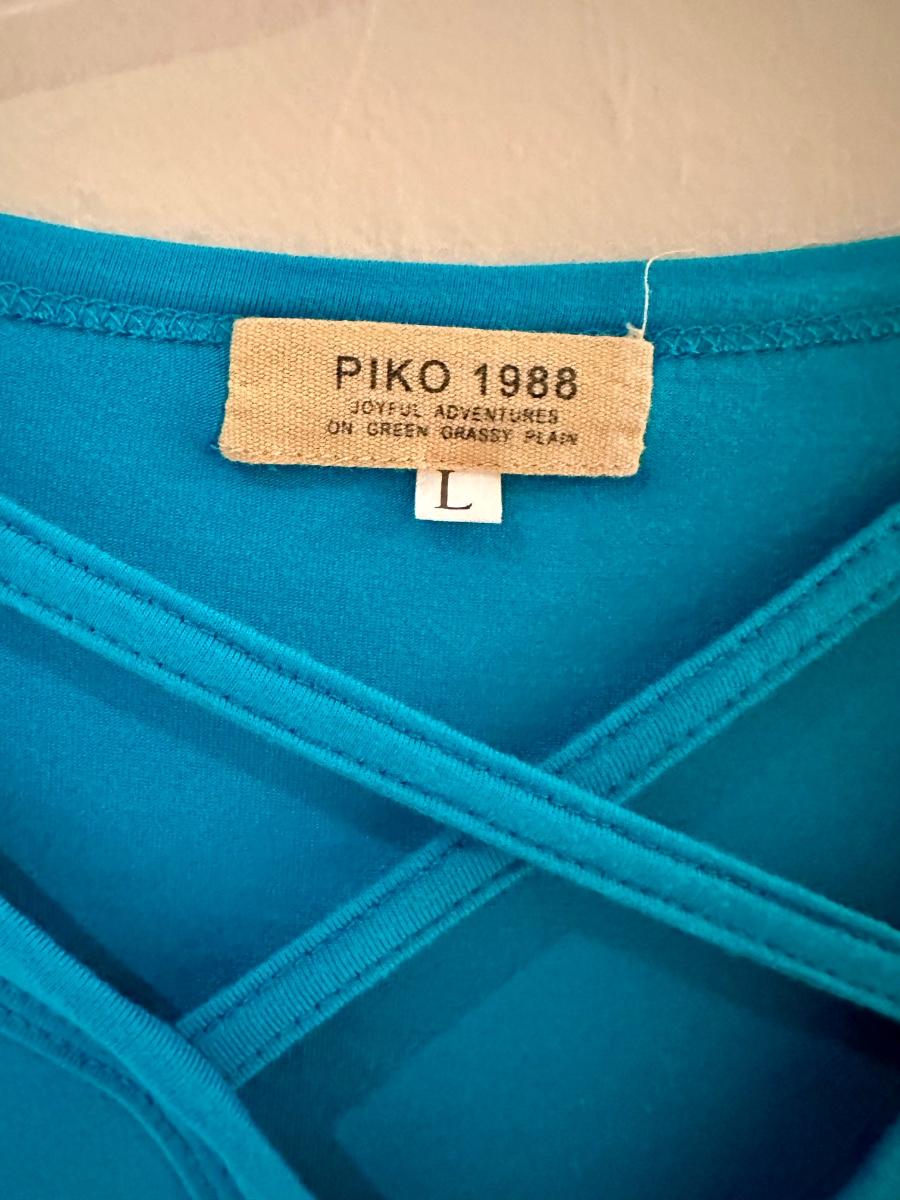 PIKO 1988
JOYFUL ADVENTURES
ON GREEN GRASSY PLAIN
L